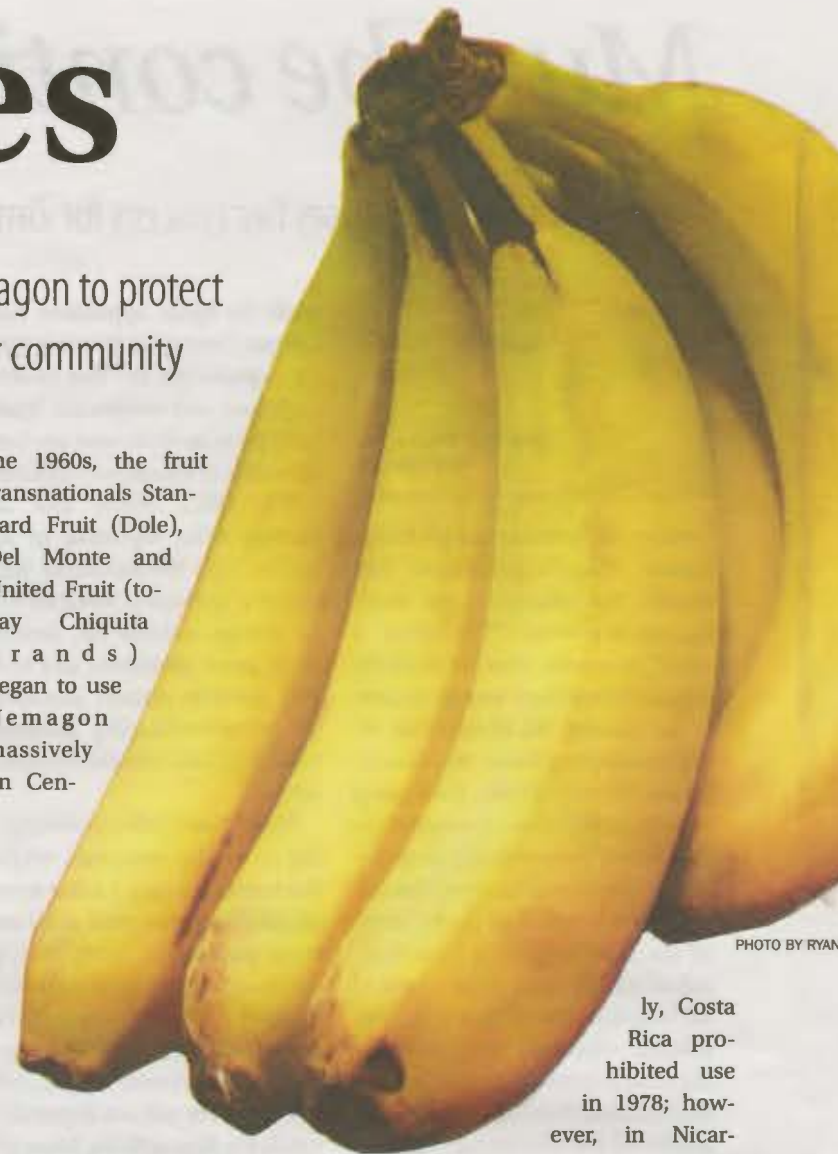 es
agon to protect
r community
he 1960s, the fruit
ransnationals Stan-
ard Fruit (Dole),
Del Monte and
nited Fruit (to-
ay Chiquita
rands)
egan to use
emagon
massively
n Cen-
PHOTO BY RYAN
ly, Costa
Rica pro-
hibited use
in 1978; how-
ever, in Nicar-